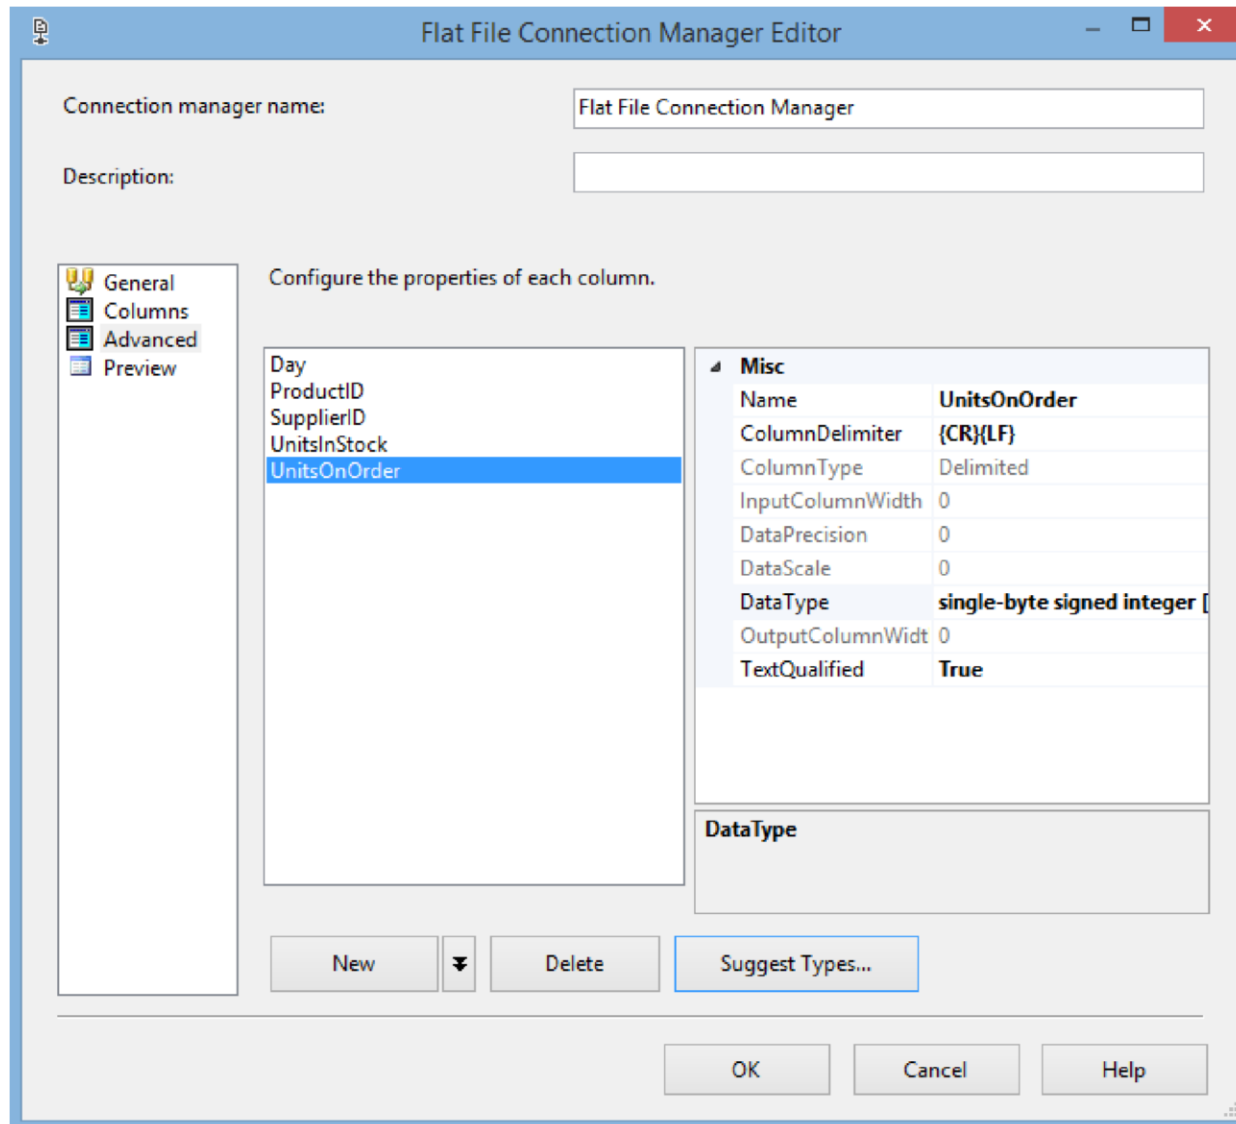 Flat File Connection Manager Editor
Connection manager name:
Flat File Connection Manager
Description:
General
Columns
Advanced
Preview
Configure the properties of each column.
Day
ProductID
SupplierID
UnitsInStock
UnitsOnOrder
Misc
Name UnitsOnOrder
ColumnDelimiter {CR}{LF}
ColumnType Delimited
InputColumnWidth 0
DataPrecision 0
DataScale 0
DataType single-byte signed integer [
OutputColumnWidt 0
TextQualified True
DataType
New Delete Suggest Types...
OK Cancel Help